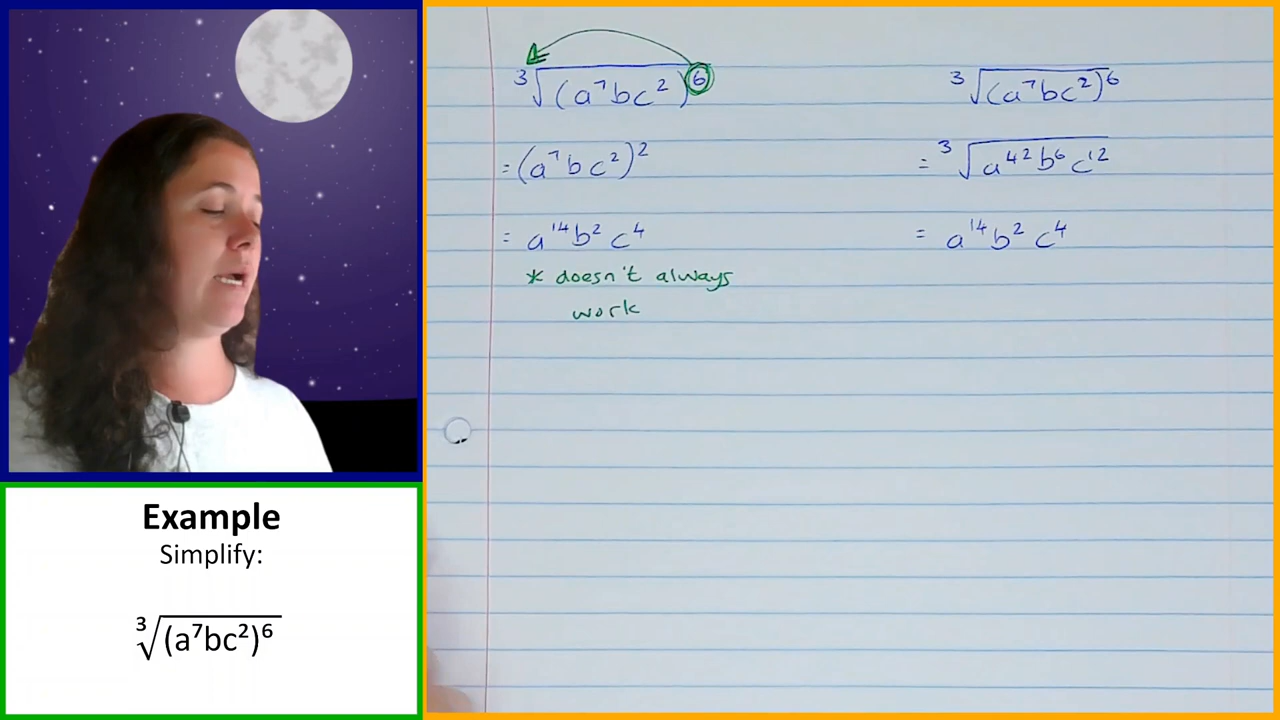 ∛(a⁷bc²)⁶
= (a⁷bc²)²
= a¹⁴b²c⁴
* doesn't always
work
∛(a⁷bc²)⁶
= ∛a⁴²b⁶c¹²
= a¹⁴b²c⁴
Example
Simplify:
∛(a⁷bc²)⁶